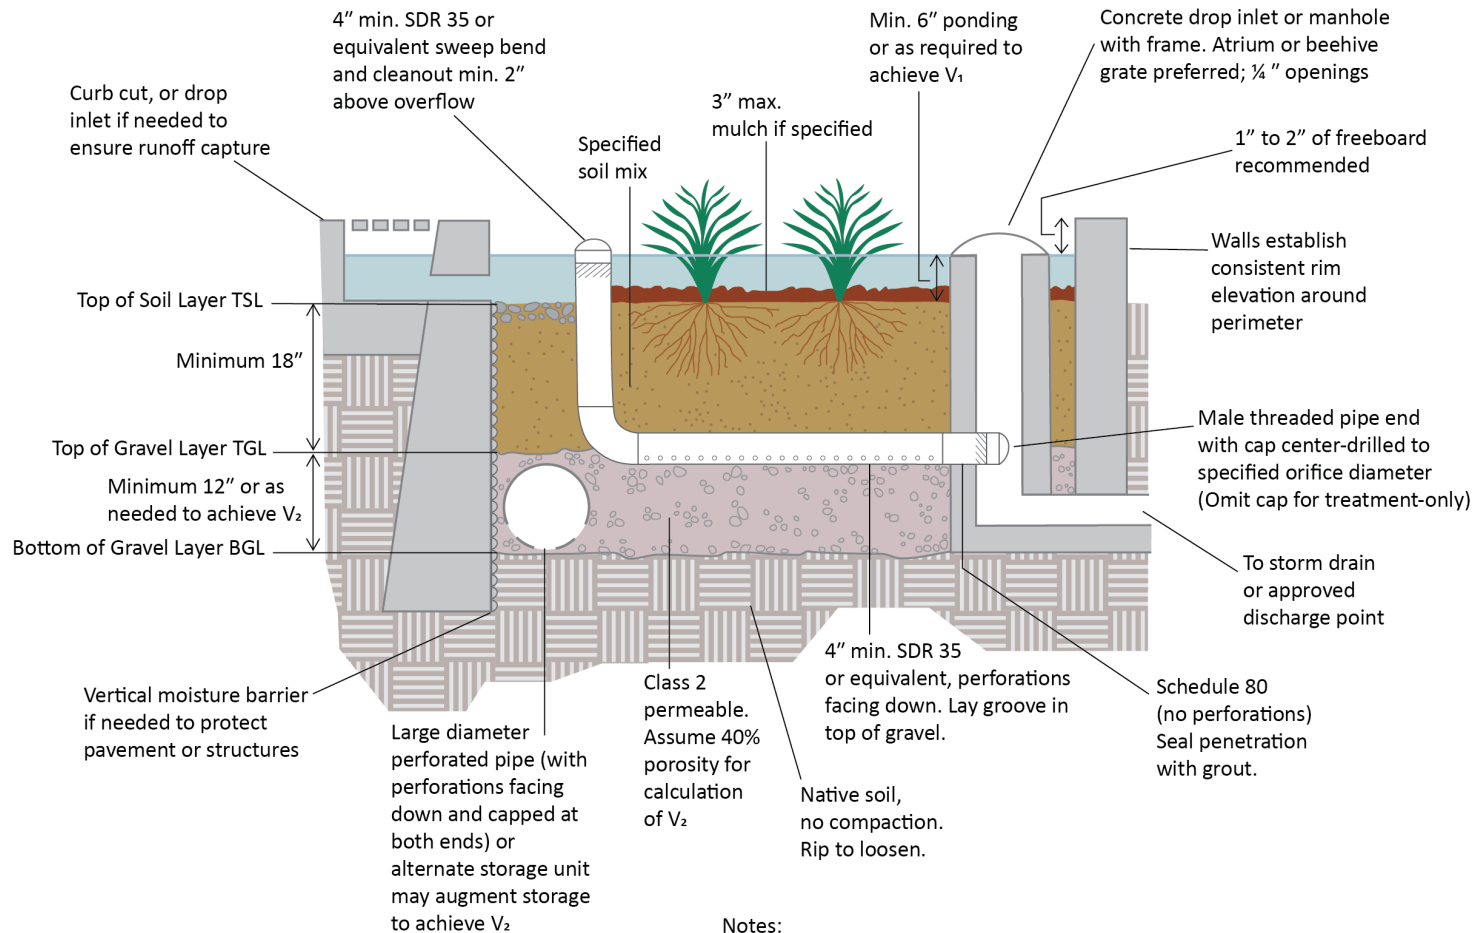 4” min. SDR 35 or
equivalent sweep bend
and cleanout min. 2”
above overflow
Min. 6” ponding
or as required to
achieve V₁
Concrete drop inlet or manhole
with frame. Atrium or beehive
grate preferred; ¼ ” openings
Curb cut, or drop
inlet if needed to
ensure runoff capture
3” max.
mulch if specified
Specified
soil mix
1” to 2” of freeboard
recommended
Walls establish
consistent rim
elevation around
perimeter
Top of Soil Layer TSL
Minimum 18”
Top of Gravel Layer TGL
Minimum 12” or as
needed to achieve V₂
Bottom of Gravel Layer BGL
Male threaded pipe end
with cap center-drilled to
specified orifice diameter
(Omit cap for treatment-only)
To storm drain
or approved
discharge point
Vertical moisture barrier
if needed to protect
pavement or structures
Large diameter
perforated pipe (with
perforations facing
down and capped at
both ends) or
alternate storage unit
may augment storage
to achieve V₂
Class 2
permeable.
Assume 40%
porosity for
calculation
of V₂
Native soil,
no compaction.
Rip to loosen.
4” min. SDR 35
or equivalent, perforations
facing down. Lay groove in
top of gravel.
Schedule 80
(no perforations)
Seal penetration
with grout.
Notes: